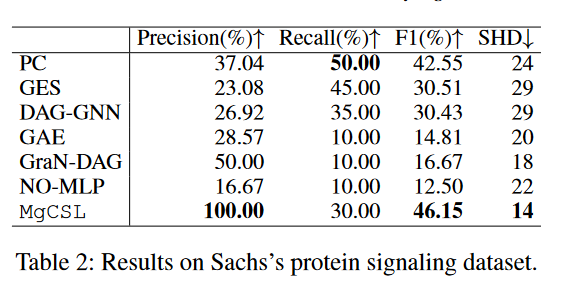 Precision(%)↑ Recall(%)↑ F1(%)↑ SHD↓
PC 37.04 50.00 42.55 24
GES 23.08 45.00 30.51 29
DAG-GNN 26.92 35.00 30.43 29
GAE 28.57 10.00 14.81 20
GraN-DAG 50.00 10.00 16.67 18
NO-MLP 16.67 10.00 12.50 22
MgCSL 100.00 30.00 46.15 14
Table 2: Results on Sachs's protein signaling dataset.